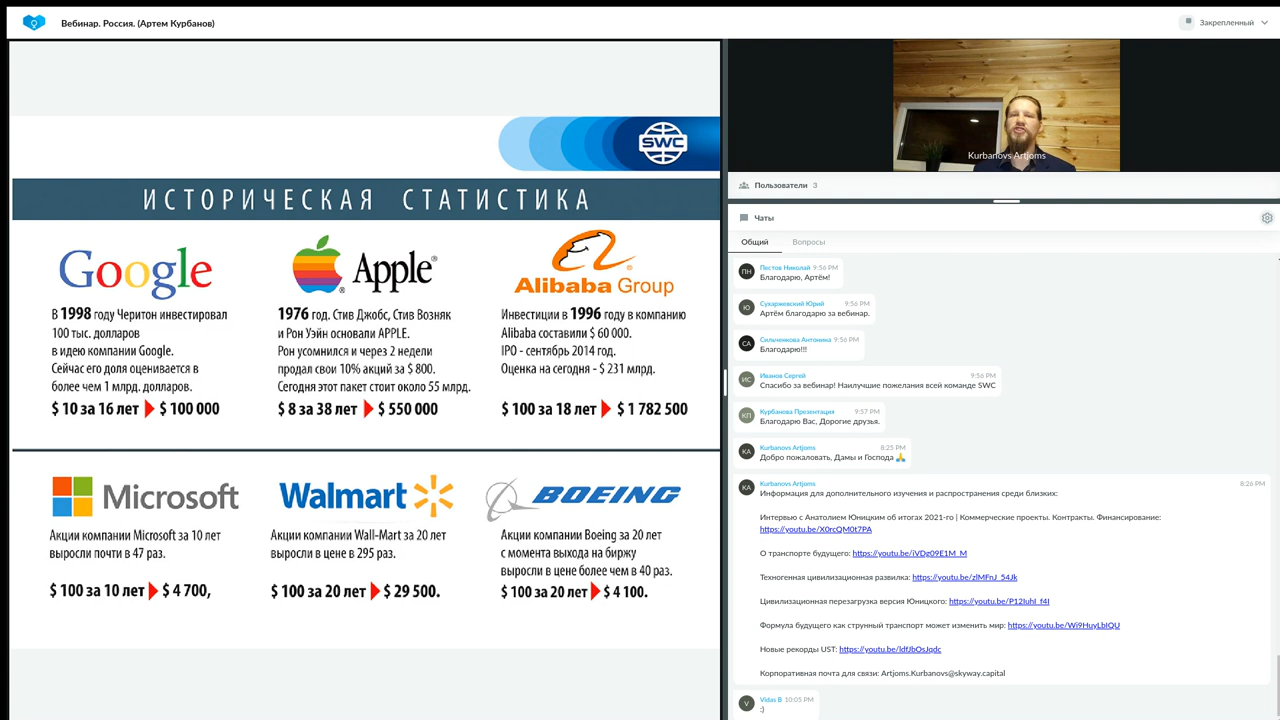 Вебинар. Россия. (Артем Курбанов)
Закрепленный
SWC
ИСТОРИЧЕСКАЯ СТАТИСТИКА
Google
В 1998 году Черитон инвестировал
100 тыс. долларов
в идею компании Google.
Сейчас его доля оценивается в
более чем 1 млрд. долларов.
$ 10 за 16 лет $ 100 000
Apple®
1976 год. Стив Джобс, Стив Возняк
и Рон Уэйн основали APPLE.
Рон усомнился и через 2 недели
продал свои 10% акций за $ 800.
Сегодня этот пакет стоит около 55 млрд.
$ 8 за 38 лет $ 550 000
Alibaba Group
Инвестиции в 1996 году в компанию
Alibaba составили $ 60 000.
IPO - сентябрь 2014 год.
Оценка на сегодня - $ 231 млрд.
$ 100 за 18 лет $ 1 782 500
Microsoft
Акции компании Microsoft за 10 лет
выросли почти в 47 раз.
$ 100 за 10 лет $ 4 700,
Walmart
Акции компании Wall-Mart за 20 лет
выросли в цене в 295 раз.
$ 100 за 20 лет $ 29 500.
BOEING
Акции компании Boeing за 20 лет
с момента выхода на биржу
выросли в цене более чем в 40 раз.
$ 100 за 20 лет $ 4 100.
Kurbanovs Artjoms
Пользователи 3
Чаты
Общий Вопросы
ПН Пестов Николай 9:56 PM
Благодарю, Артём!
Ю Сухаржевский Юрий 9:56 PM
Артём благодарю за вебинар.
СА Сильченкова Антонина 9:56 PM
Благодарю!!!
ИС Иванов Сергей 9:56 PM
Спасибо за вебинар! Наилучшие пожелания всей команде SWC
КП Курбанова Презентация 9:57 PM
Благодарю Вас, Дорогие друзья.
KA Kurbanovs Artjoms 8:25 PM
Добро пожаловать, Дамы и Господа 🙏
KA Kurbanovs Artjoms 8:26 PM
Информация для дополнительного изучения и распространения среди близких:
Интервью с Анатолием Юницким об итогах 2021-го | Коммерческие проекты. Контракты. Финансирование:
https://youtu.be/X0rcQM0t7PA
О транспорте будущего: https://youtu.be/iVDg09E1M_M
Техногенная цивилизационная развилка: https://youtu.be/zlMFnJ_54Jk
Цивилизационная перезагрузка версия Юницкого: https://youtu.be/P12IuhI_f4I
Формула будущего как струнный транспорт может изменить мир: https://youtu.be/Wi9HuyLbIQU
Новые рекорды UST: https://youtu.be/ldfJbOsJqdc
Корпоративная почта для связи: Artjoms.Kurbanovs@skyway.capital
V Vidas B 10:05 PM
:)